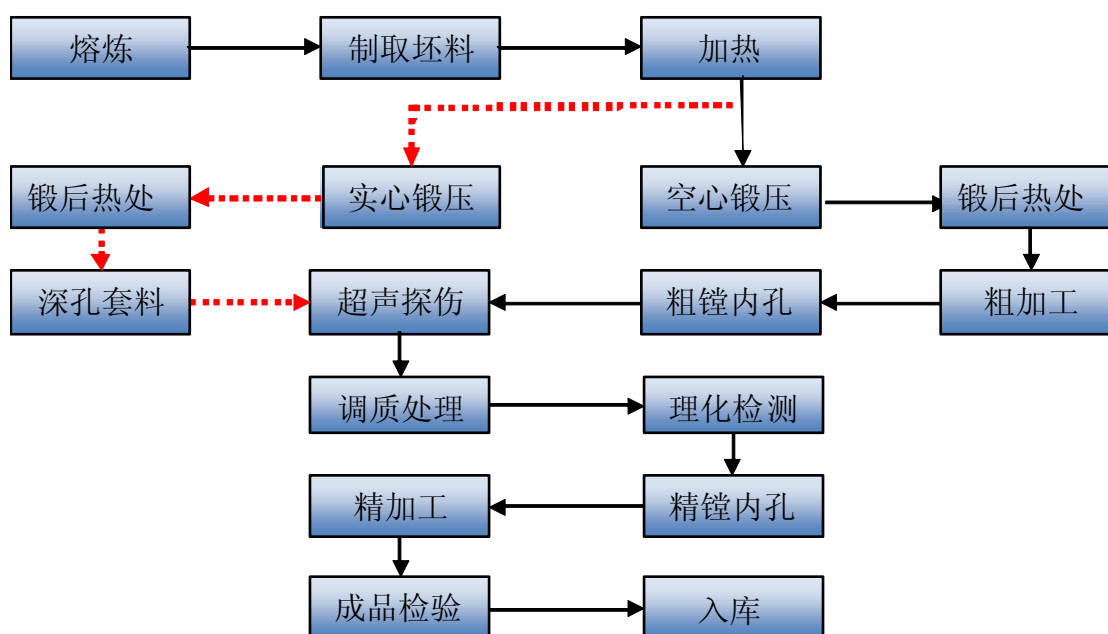 熔炼
制取坯料
加热
锻后热处
实心锻压
空心锻压
锻后热处
深孔套料
超声探伤
粗镗内孔
粗加工
调质处理
理化检测
精加工
精镗内孔
成品检验
入库